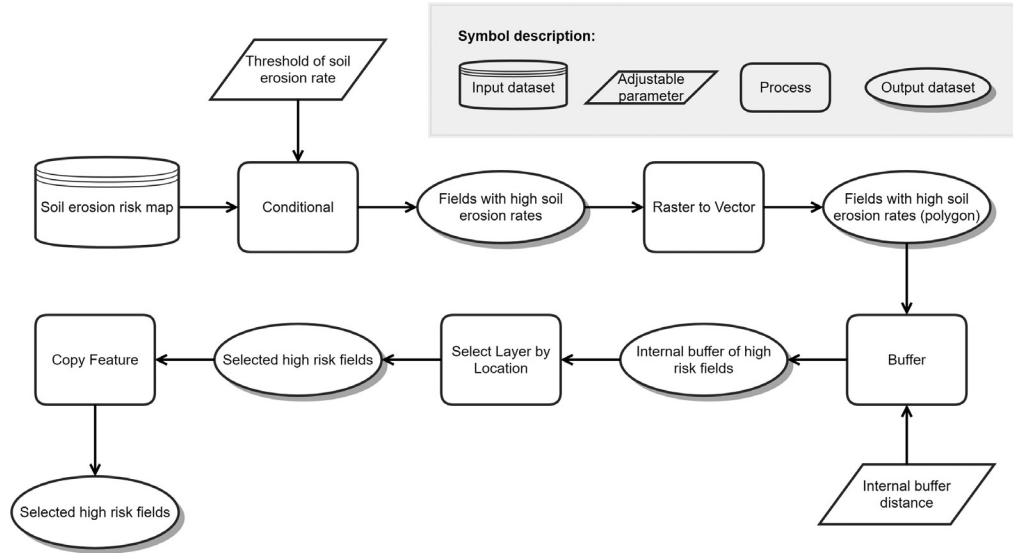 Symbol description:
Threshold of soil
erosion rate
Input dataset
Adjustable
parameter
Process
Output dataset
Soil erosion risk map
Conditional
Fields with high soil
erosion rates
Raster to Vector
Fields with high soil
erosion rates (polygon)
Copy Feature
Selected high risk fields
Select Layer by
Location
Internal buffer of high
risk fields
Buffer
Selected high risk fields
Internal buffer
distance